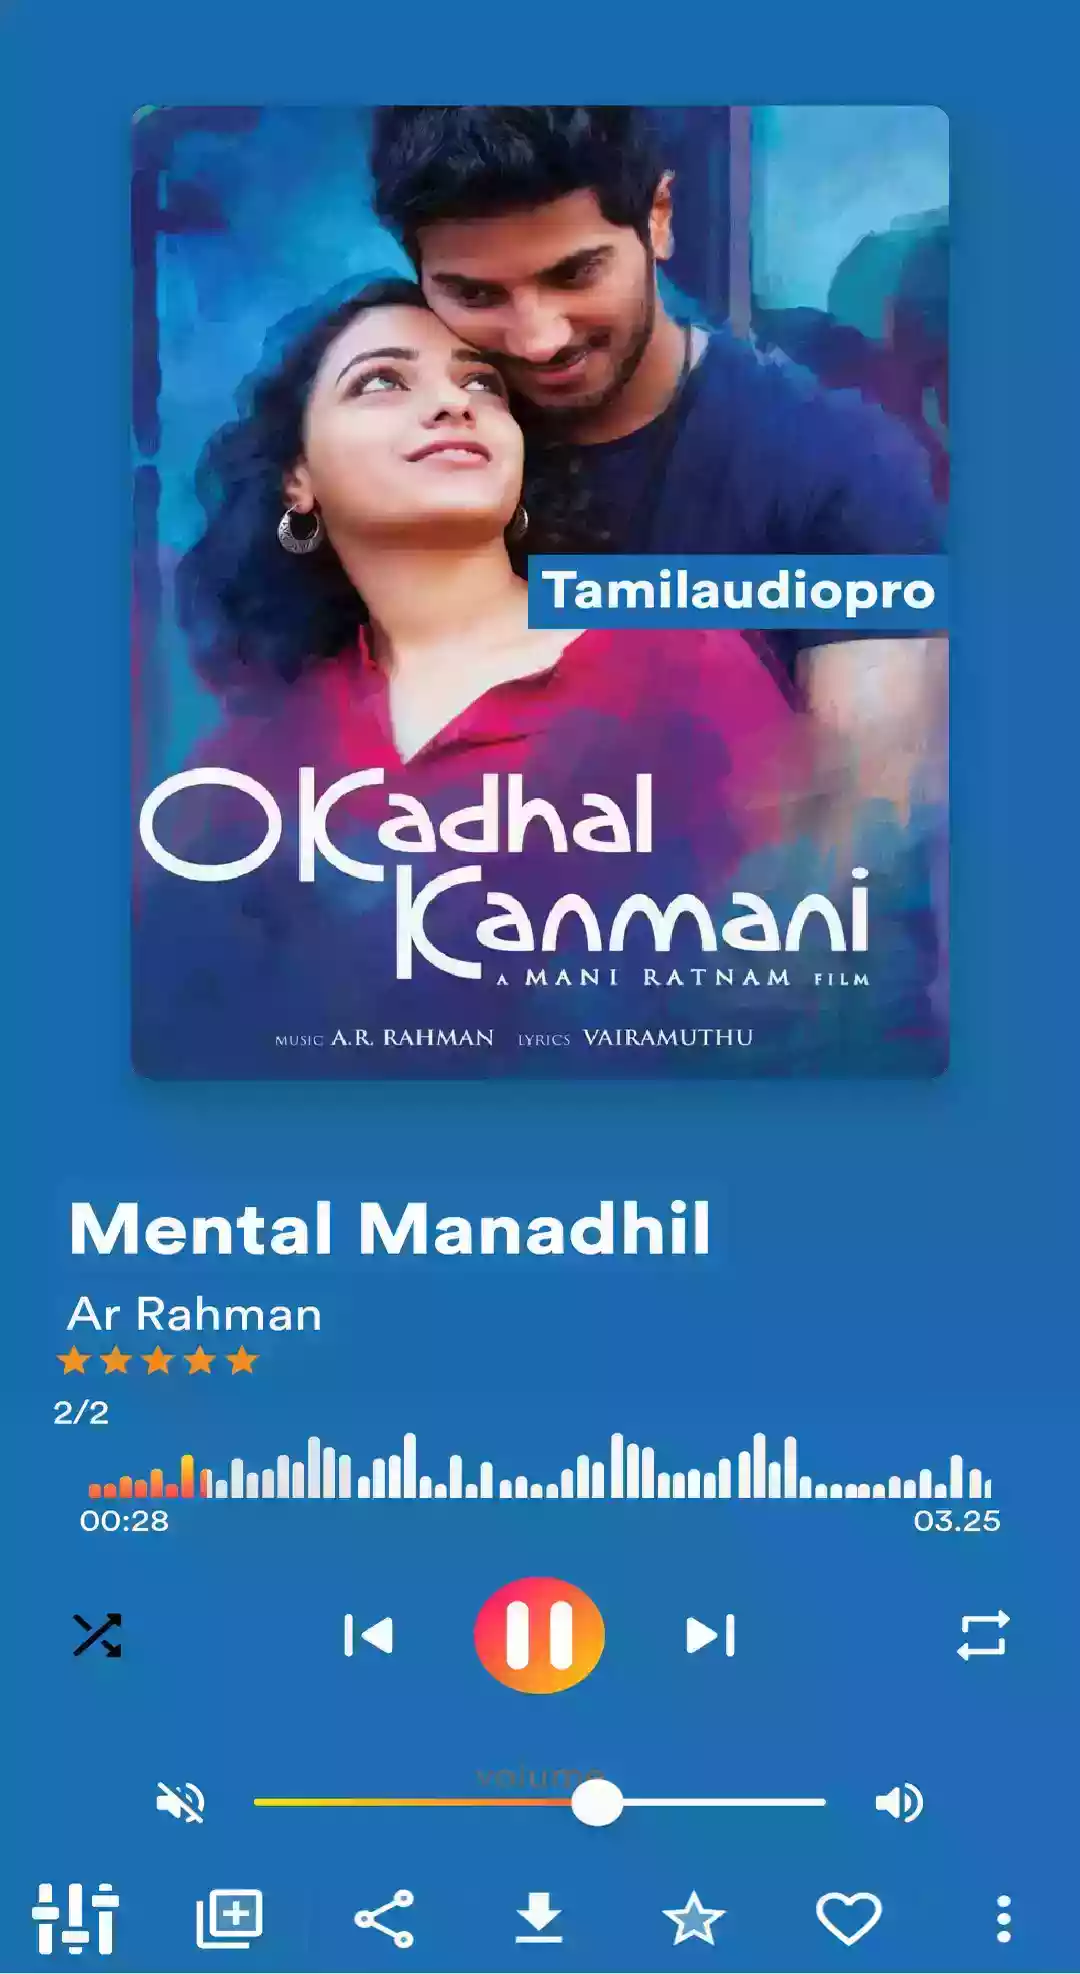 Tamilaudiopro
O Kadhal
Kanmani
A MANI RATNAM FILM
MUSIC A.R. RAHMAN LYRICS VAIRAMUTHU
Mental Manadhil
Ar Rahman
2/2
00:28 03.25
volume